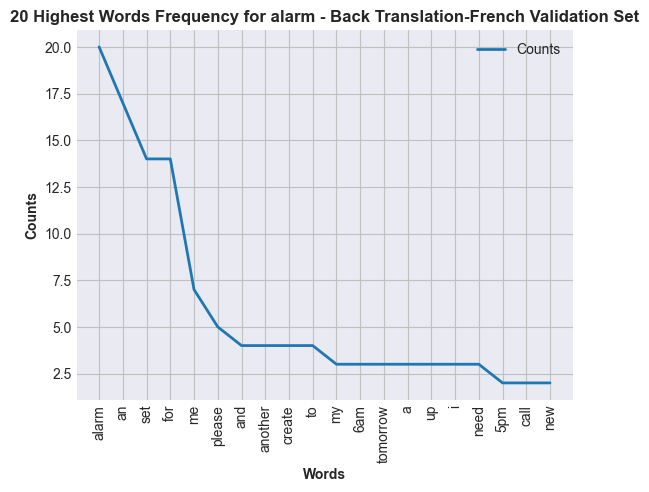 20 Highest Words Frequency for alarm - Back Translation-French Validation Set
Counts
20.0
17.5
15.0
12.5
10.0
7.5
5.0
2.5
Counts
alarm
an
set
for
me
please
and
another
create
to
my
6am
tomorrow
a
up
i
need
5pm
call
new
Words